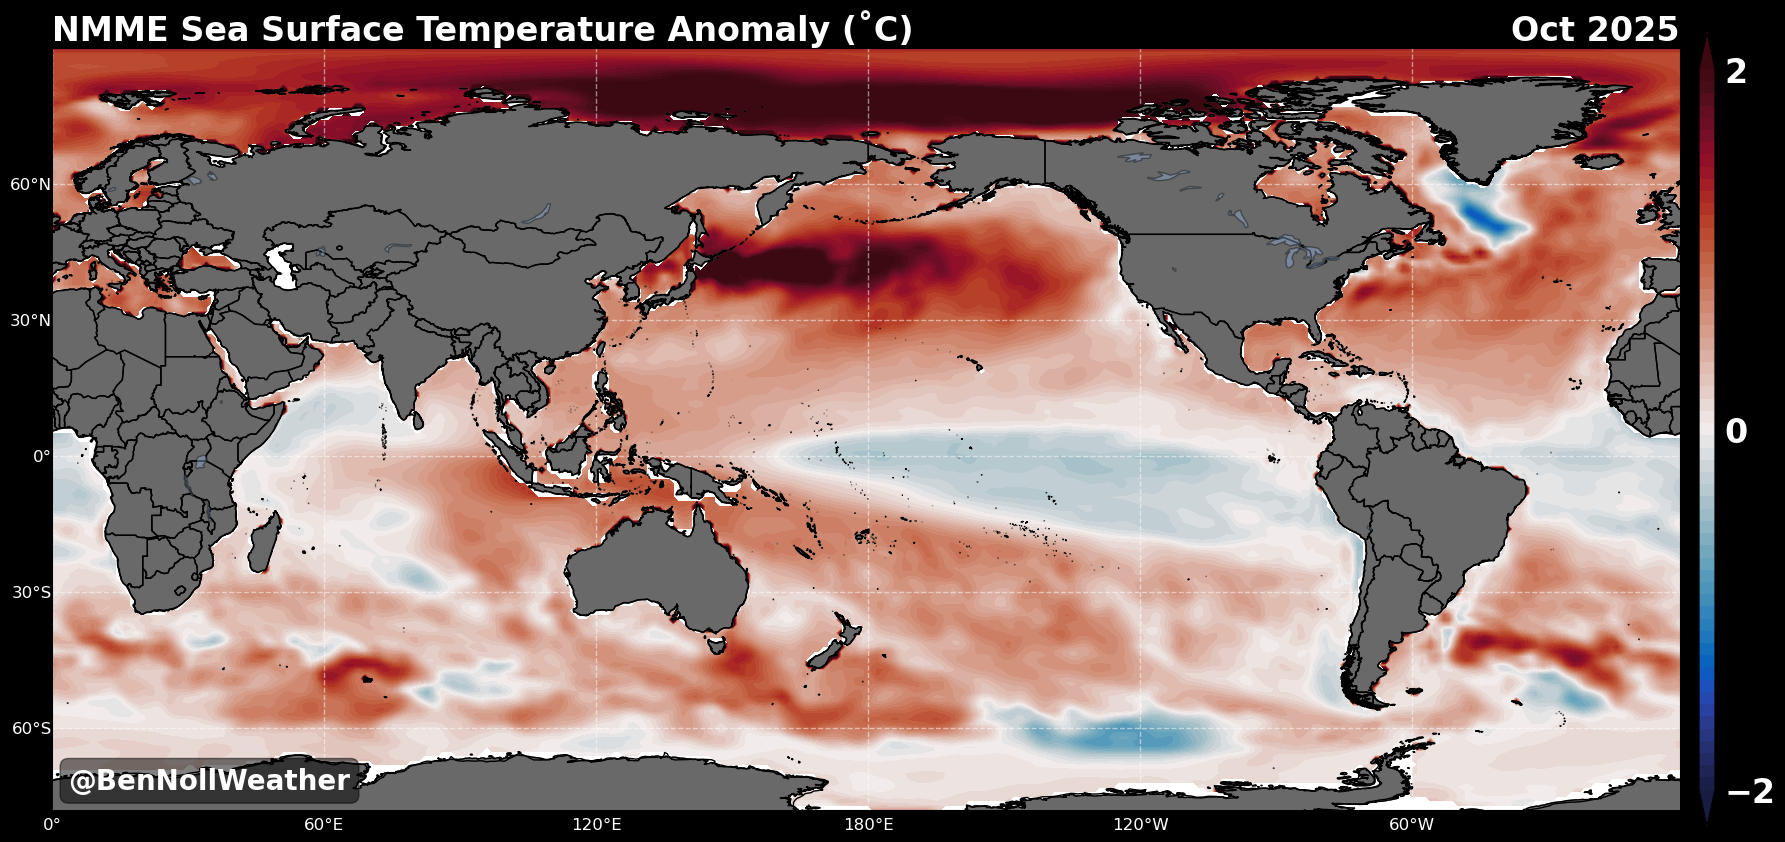 NMME Sea Surface Temperature Anomaly (˚C)
Oct 2025
2
0
−2
60°N
30°N
0°
30°S
60°S
@BenNollWeather
0°
60°E
120°E
180°E
120°W
60°W